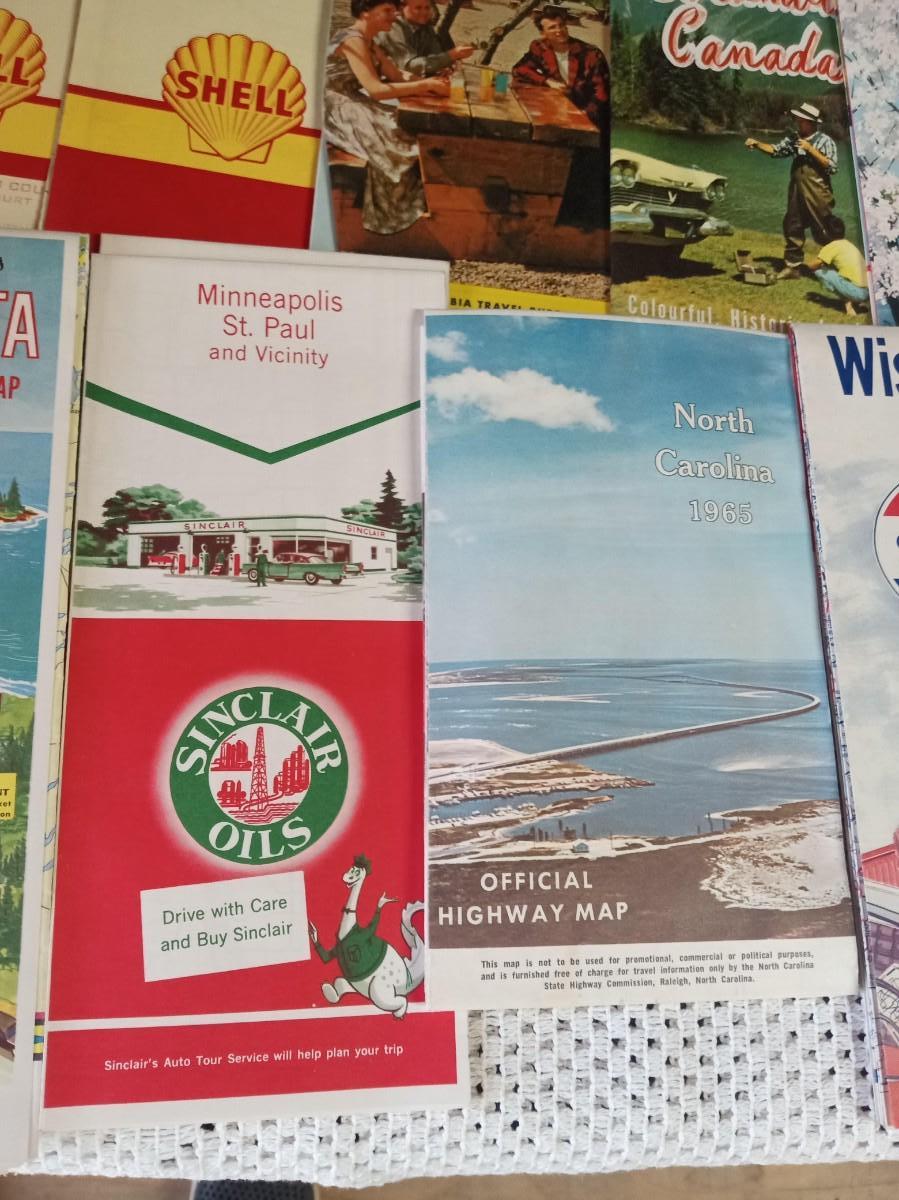 SHELL
Canada
BIA TRAVEL
Colourful, Histori
TA
AP
Minneapolis
St. Paul
and Vicinity
SINCLAIR
SINCLAIR
SINCLAIR
OILS
Drive with Care
and Buy Sinclair
Sinclair's Auto Tour Service will help plan your trip
North
Carolina
1965
OFFICIAL
HIGHWAY MAP
This map is not to be used for promotional, commercial or political purposes,
and is furnished free of charge for travel information only by the North Carolina
State Highway Commission, Raleigh, North Carolina.
Wis